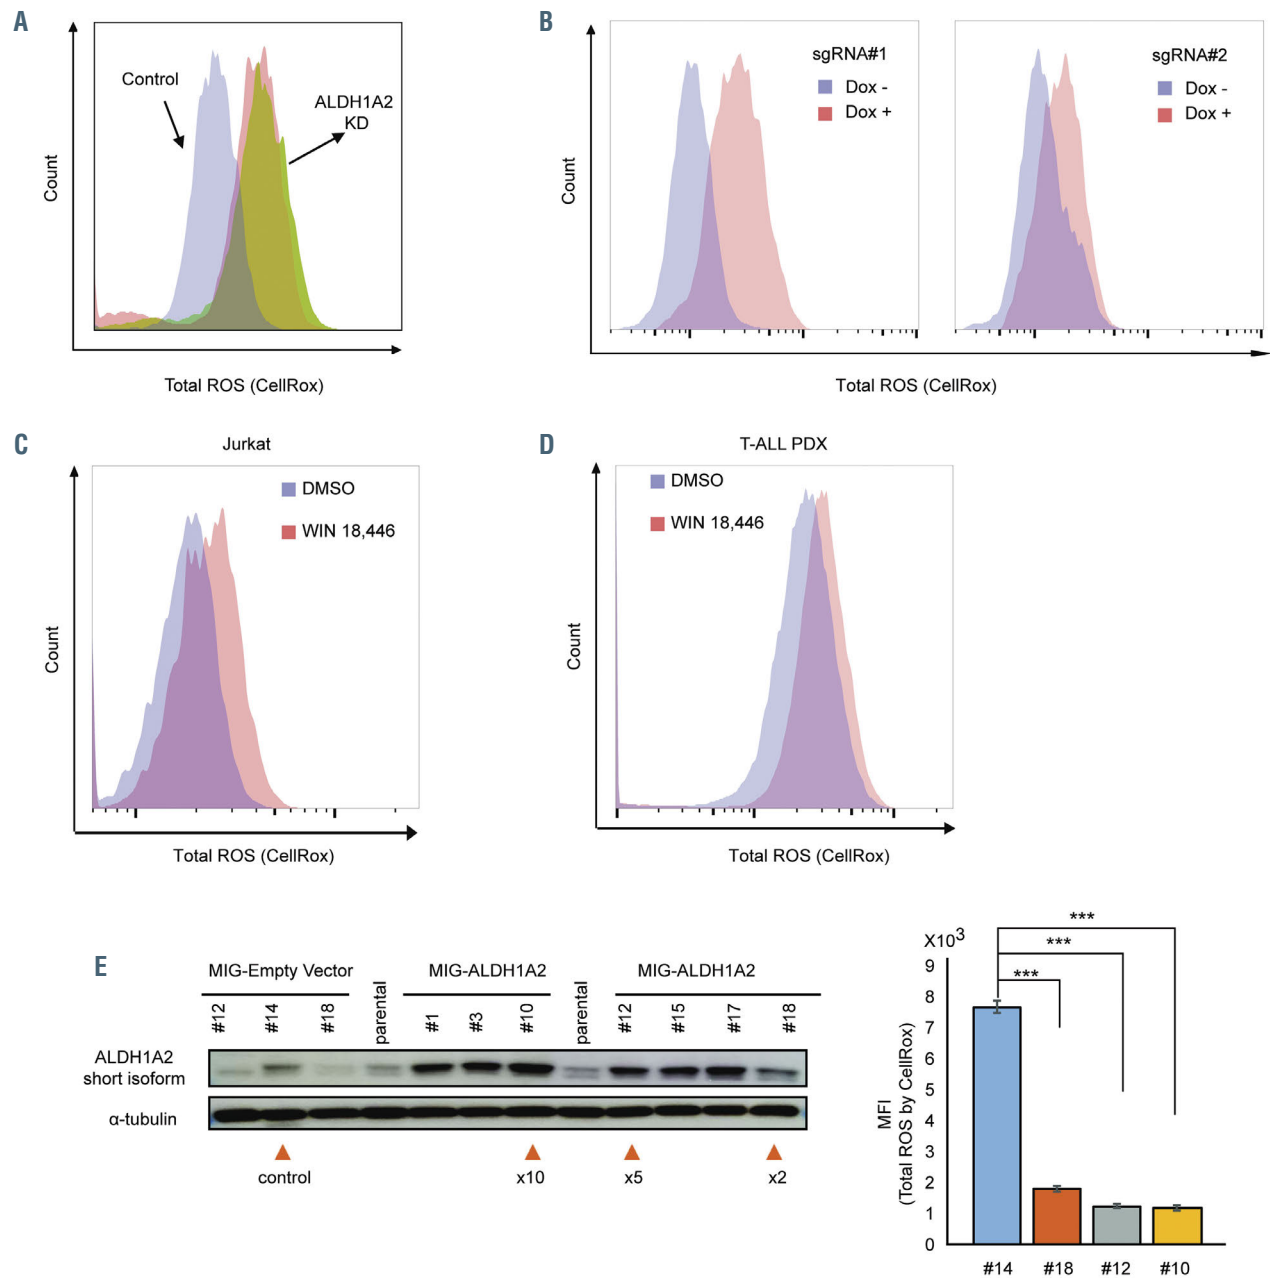 A
Control
ALDH1A2
KD
Count
Total ROS (CellRox)
B
sgRNA#1
Dox -
Dox +
sgRNA#2
Dox -
Dox +
Count
Total ROS (CellRox)
C
Jurkat
DMSO
WIN 18,446
Count
Total ROS (CellRox)
D
T-ALL PDX
DMSO
WIN 18,446
Count
Total ROS (CellRox)
E
MIG-Empty Vector
MIG-ALDH1A2
MIG-ALDH1A2
#12
#14
#18
parental
#1
#3
#10
parental
#12
#15
#17
#18
ALDH1A2
short isoform
α-tubulin
control
x10
x5
x2
X10³
9
8
7
6
5
4
3
2
1
0
MFI
(Total ROS by CellRox)
***
***
***
#14
#18
#12
#10